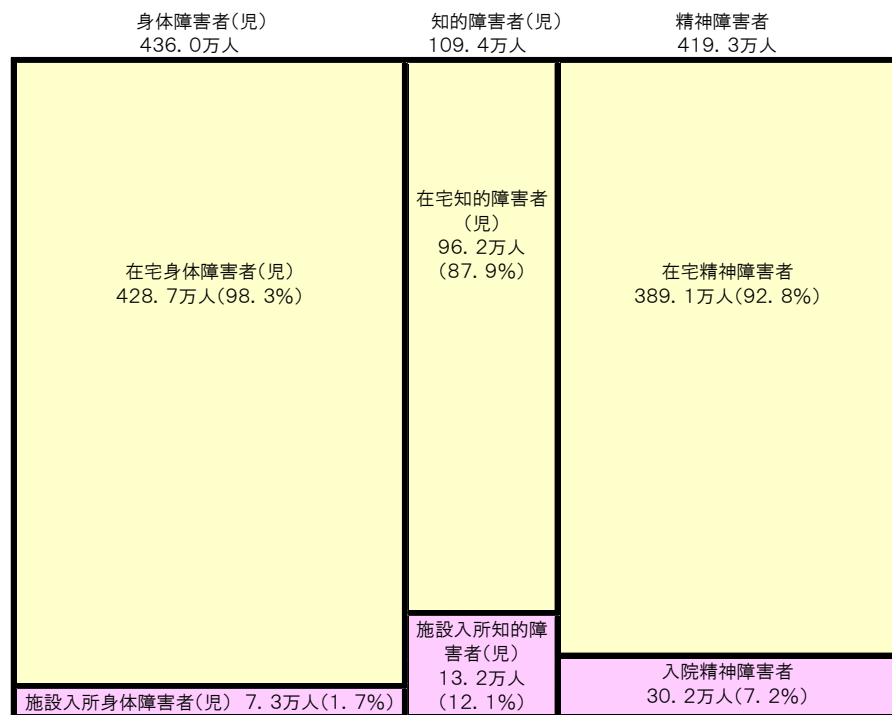 身体障害者(児)
436.0万人
知的障害者(児)
109.4万人
精神障害者
419.3万人
在宅身体障害者(児)
428.7万人(98.3%)
在宅知的障害者
(児)
96.2万人
(87.9%)
在宅精神障害者
389.1万人(92.8%)
施設入所身体障害者(児) 7.3万人(1.7%)
施設入所知的障
害者(児)
13.2万人
(12.1%)
入院精神障害者
30.2万人(7.2%)